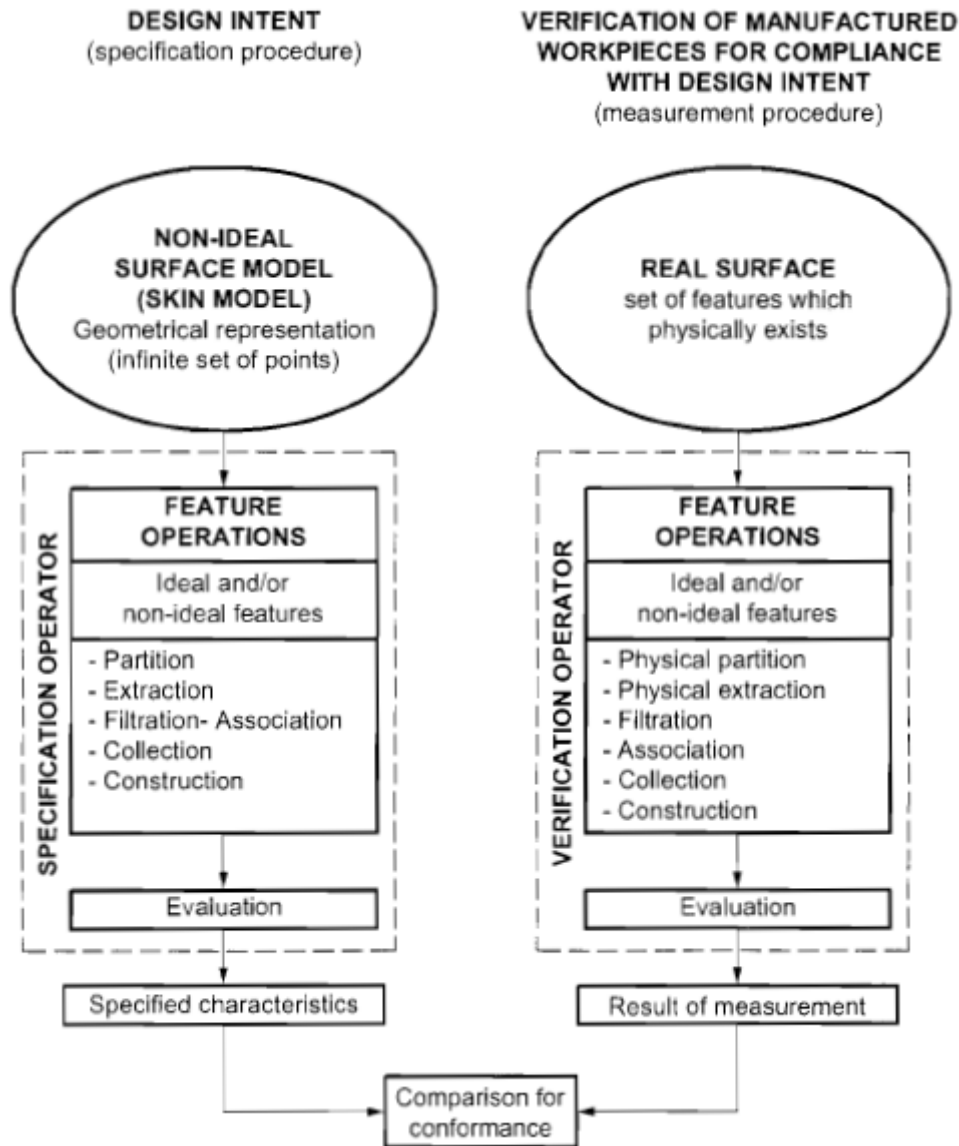 DESIGN INTENT
(specification procedure)
VERIFICATION OF MANUFACTURED
WORKPIECES FOR COMPLIANCE
WITH DESIGN INTENT
(measurement procedure)
NON-IDEAL
SURFACE MODEL
(SKIN MODEL)
Geometrical representation
(infinite set of points)
REAL SURFACE
set of features which
physically exists
SPECIFICATION OPERATOR
FEATURE
OPERATIONS
Ideal and/or
non-ideal features
- Partition
- Extraction
- Filtration- Association
- Collection
- Construction
Evaluation
VERIFICATION OPERATOR
FEATURE
OPERATIONS
Ideal and/or
non-ideal features
- Physical partition
- Physical extraction
- Filtration
- Association
- Collection
- Construction
Evaluation
Specified characteristics
Result of measurement
Comparison for
conformance